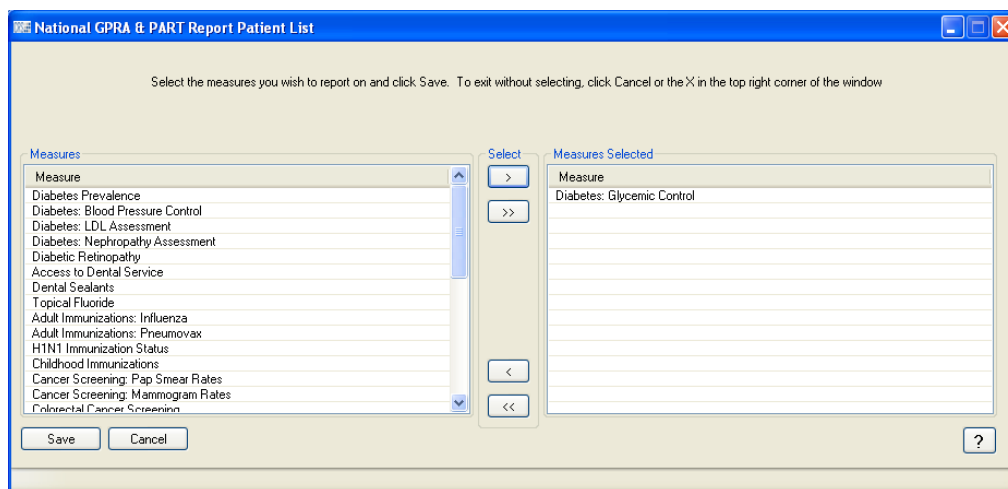 National GPRA & PART Report Patient List
Select the measures you wish to report on and click Save. To exit without selecting, click Cancel or the X in the top right corner of the window
Measures
Select
Measures Selected
Measure
>
Measure
Diabetes Prevalence
Diabetes: Glycemic Control
Diabetes: Blood Pressure Control
>>
Diabetes: LDL Assessment
Diabetes: Nephropathy Assessment
Diabetic Retinopathy
Access to Dental Service
Dental Sealants
Topical Fluoride
Adult Immunizations: Influenza
Adult Immunizations: Pneumovax
H1N1 Immunization Status
Childhood Immunizations
<
Cancer Screening: Pap Smear Rates
Cancer Screening: Mammogram Rates
Colorectal Cancer Screening
<<
Save
Cancel
?